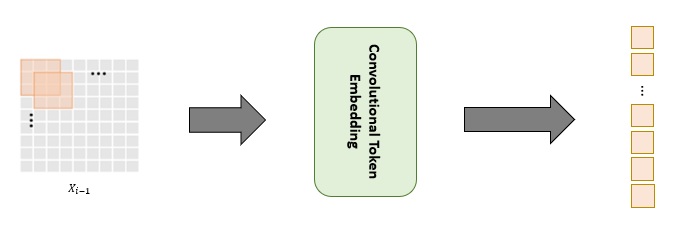 Convolutional Token
Embedding
X_{i−1}